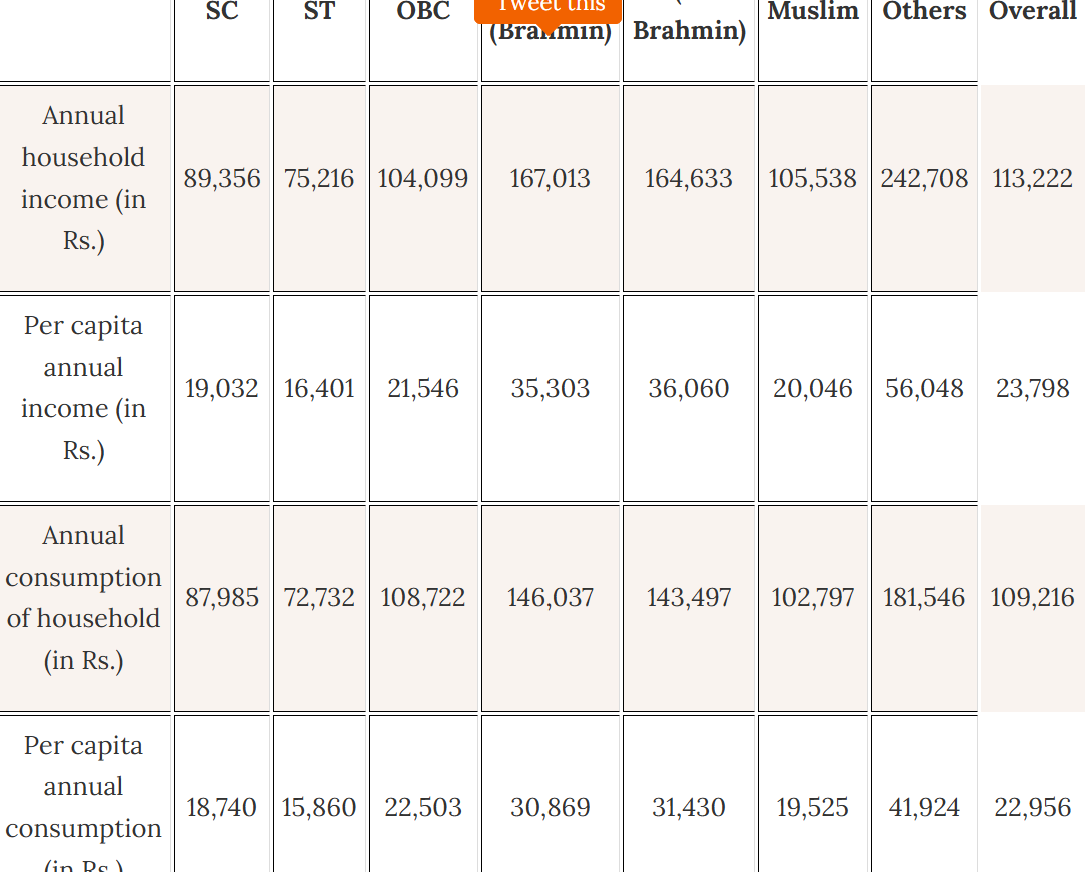 SC ST OBC Tweet this Muslim Others Overall
(Brahmin) Brahmin)
Annual
household
income (in
Rs.)
89,356 75,216 104,099 167,013 164,633 105,538 242,708 113,222
Per capita
annual
income (in
Rs.)
19,032 16,401 21,546 35,303 36,060 20,046 56,048 23,798
Annual
consumption
of household
(in Rs.)
87,985 72,732 108,722 146,037 143,497 102,797 181,546 109,216
Per capita
annual
consumption
(in Rs.)
18,740 15,860 22,503 30,869 31,430 19,525 41,924 22,956